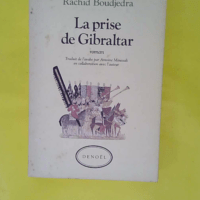 Rachid Boudjedra
La prise
de Gibraltar
roman
Traduit de l'arabe par Antoine Moussali
en collaboration avec l'auteur
DENOËL